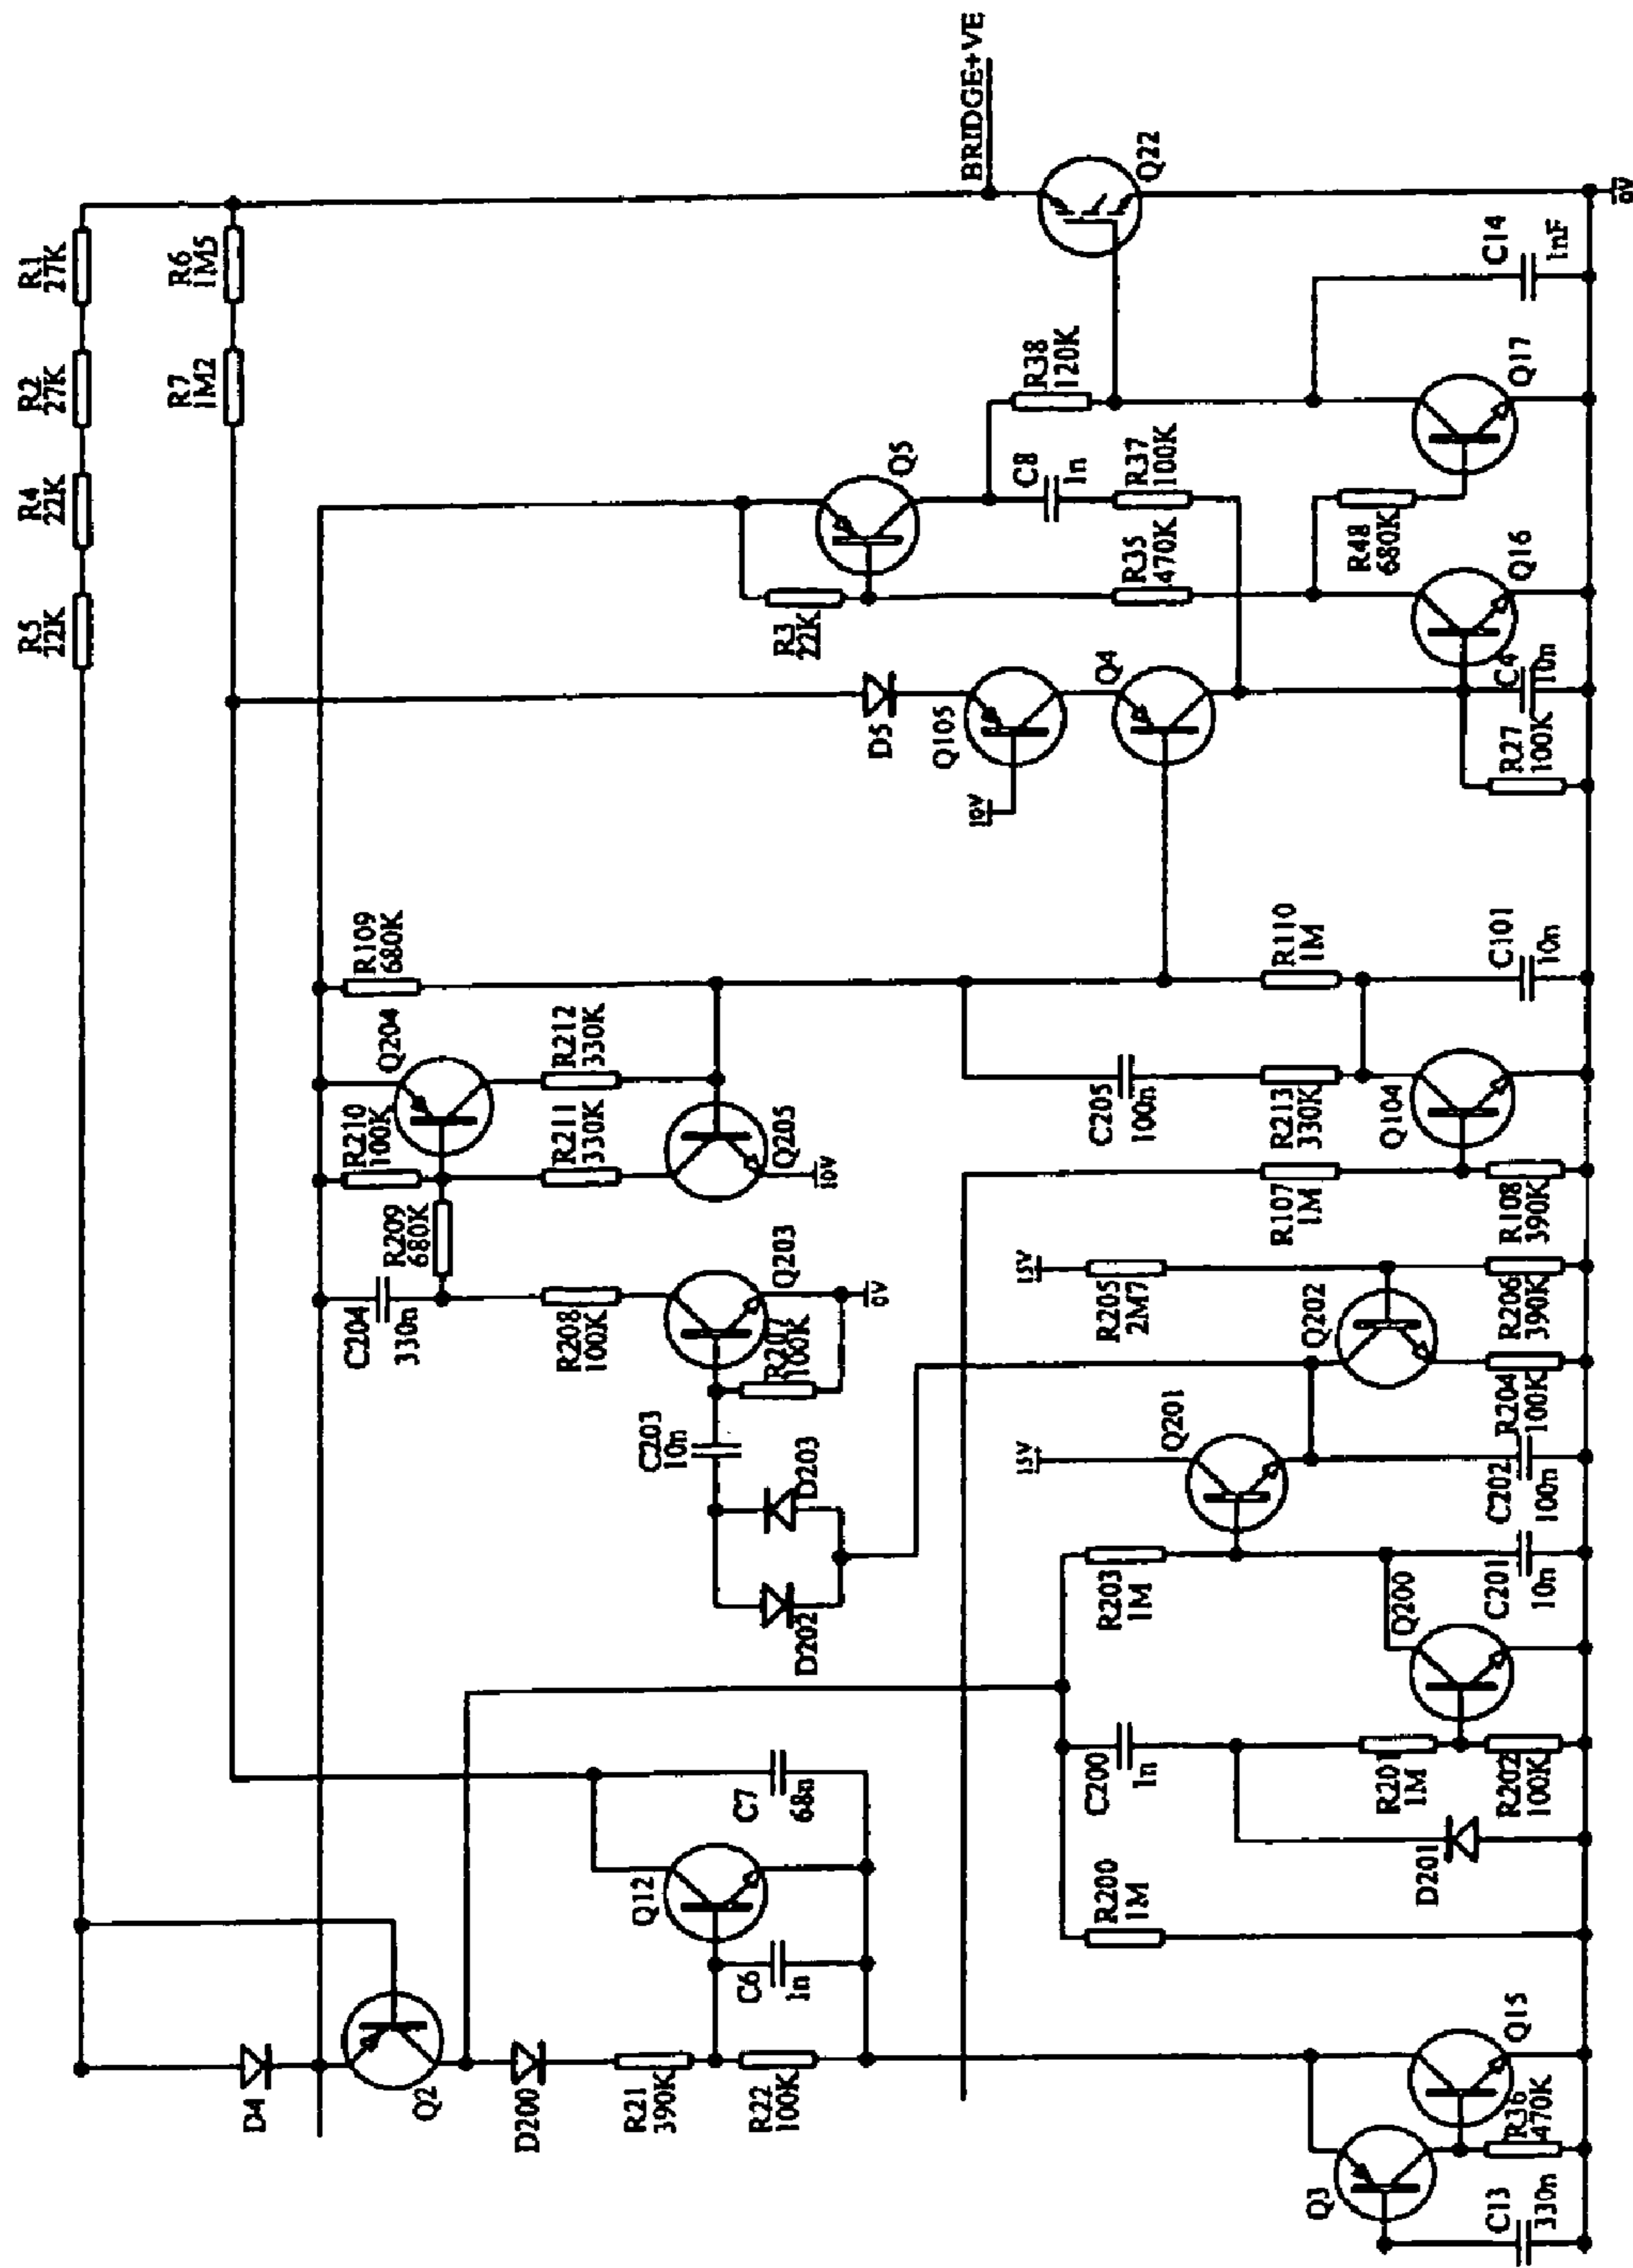 R1
27K
R2
27K
R4
22K
R5
22K
R6
1M5
R7
1M2
BRIDGE+VE
Q22
0V
C14
1nF
R38
120K
Q17
Q5
C8
1n
R37
100K
R48
680K
R3
22K
R35
470K
Q16
D5
Q105
10V
Q4
C4
10n
R27
100K
R109
680K
Q204
R212
330K
R110
1M
C101
10n
R210
100K
R211
330K
Q205
10V
C205
100n
R213
330K
Q104
R209
680K
C204
330n
R208
100K
Q203
0V
R207
100K
R107
1M
R108
390K
15V
R205
2M7
Q202
R206
390K
R204
100K
C203
10n
D203
D202
15V
Q201
C202
100n
R203
1M
Q200
C201
10n
C7
68n
C200
1n
R201
1M
R202
100K
D201
Q12
C6
1n
R200
1M
D4
Q2
D200
R21
390K
R22
100K
Q15
R36
470K
Q3
C13
330n